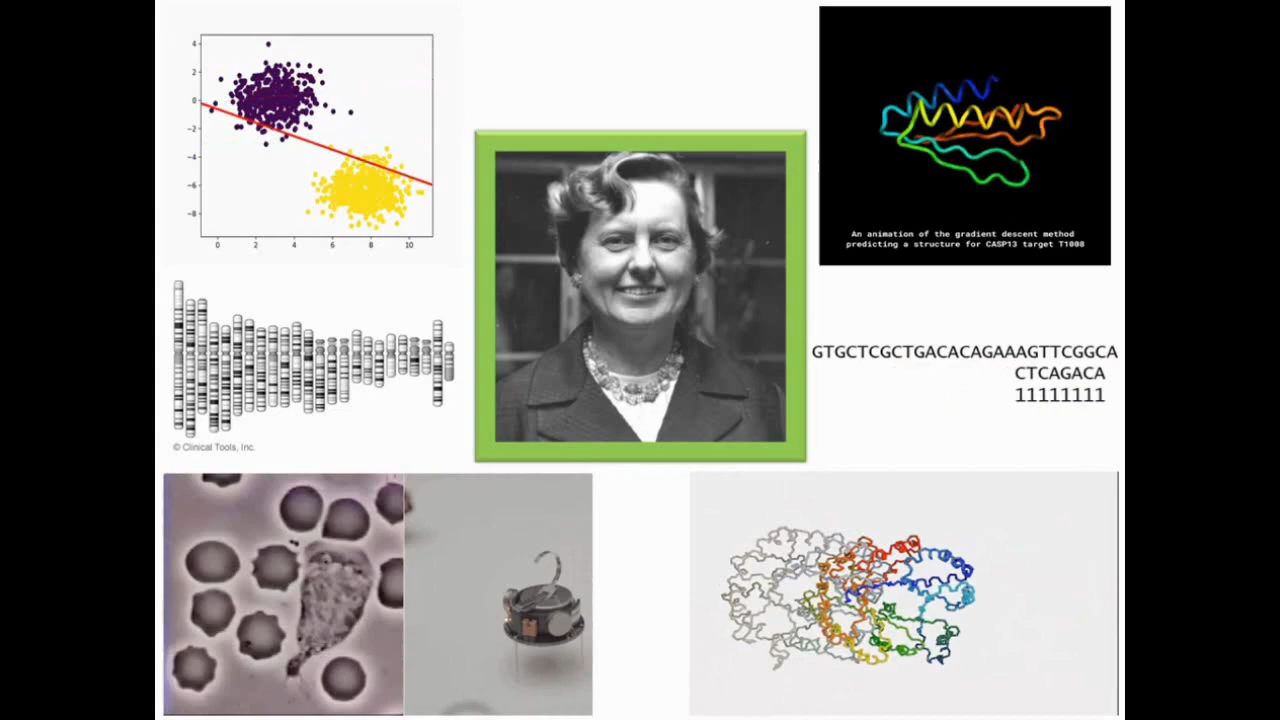 4
2
0
−2
−4
−6
−8
0 2 4 6 8 10
An animation of the gradient descent method
predicting a structure for CASP13 target T1008
GTGCTCGCTGACACAGAAAGTTCGGCA
CTCAGACA
11111111
© Clinical Tools, Inc.